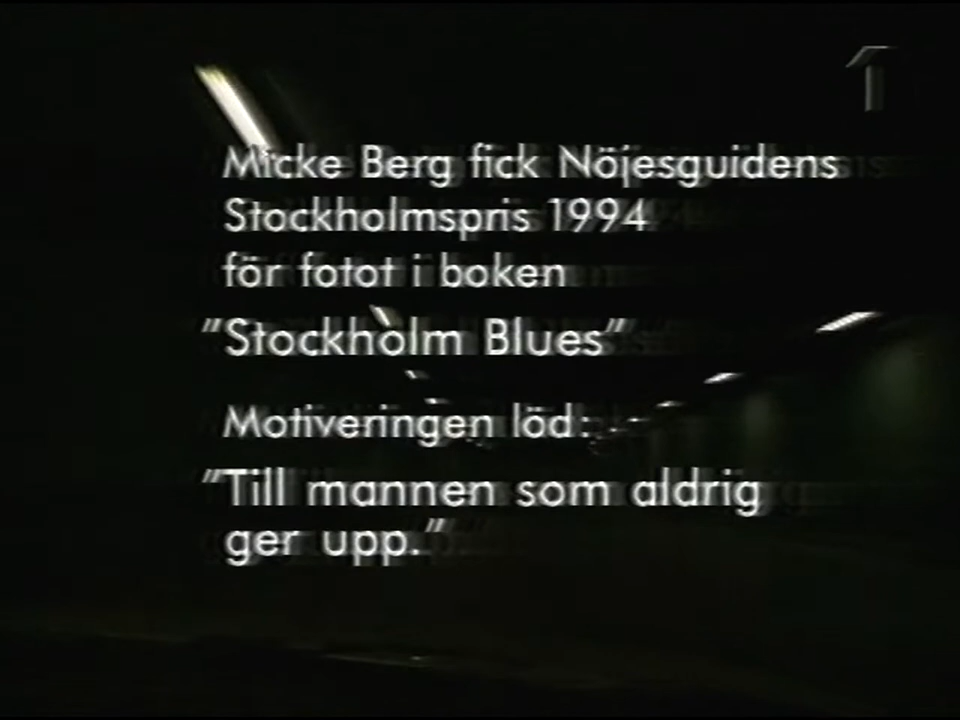 Micke Berg fick Nöjesguidens
Stockholmspris 1994
för fotot i boken
"Stockholm Blues"
Motiveringen löd:
"Till mannen som aldrig
ger upp."
1